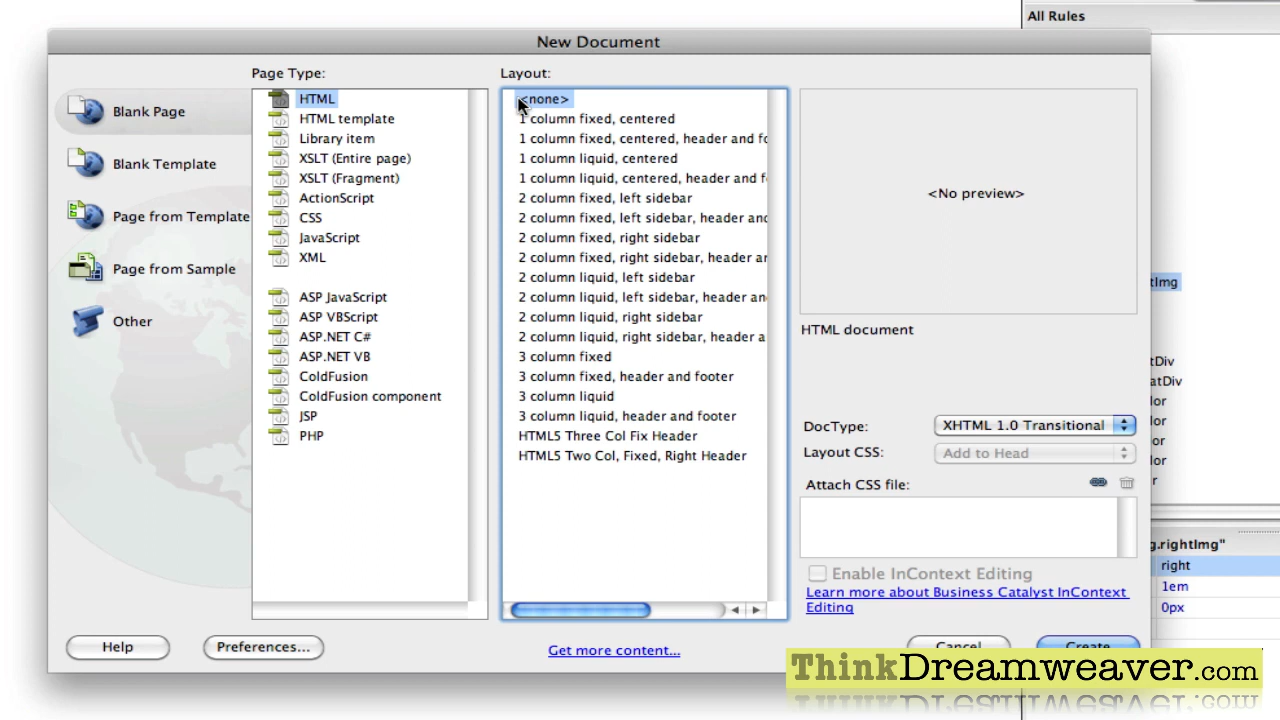 All Rules
New Document
Page Type:
Layout:
Blank Page
Blank Template
Page from Template
Page from Sample
Other
HTML
HTML template
Library item
XSLT (Entire page)
XSLT (Fragment)
ActionScript
CSS
JavaScript
XML
ASP JavaScript
ASP VBScript
ASP.NET C#
ASP.NET VB
ColdFusion
ColdFusion component
JSP
PHP
<none>
1 column fixed, centered
1 column fixed, centered, header and fo
1 column liquid, centered
1 column liquid, centered, header and f
2 column fixed, left sidebar
2 column fixed, left sidebar, header and
2 column fixed, right sidebar
2 column fixed, right sidebar, header ar
2 column liquid, left sidebar
2 column liquid, left sidebar, header an
2 column liquid, right sidebar
2 column liquid, right sidebar, header a
3 column fixed
3 column fixed, header and footer
3 column liquid
3 column liquid, header and footer
HTML5 Three Col Fix Header
HTML5 Two Col, Fixed, Right Header
<No preview>
HTML document
DocType:
XHTML 1.0 Transitional
Layout CSS:
Add to Head
Attach CSS file:
Enable InContext Editing
Learn more about Business Catalyst InContext
Editing
tImg
tDiv
atDiv
lor
lor
or
lor
r
g.rightImg"
right
1em
0px
Help
Preferences...
Get more content...
Cancel
Create
ThinkDreamweaver.com